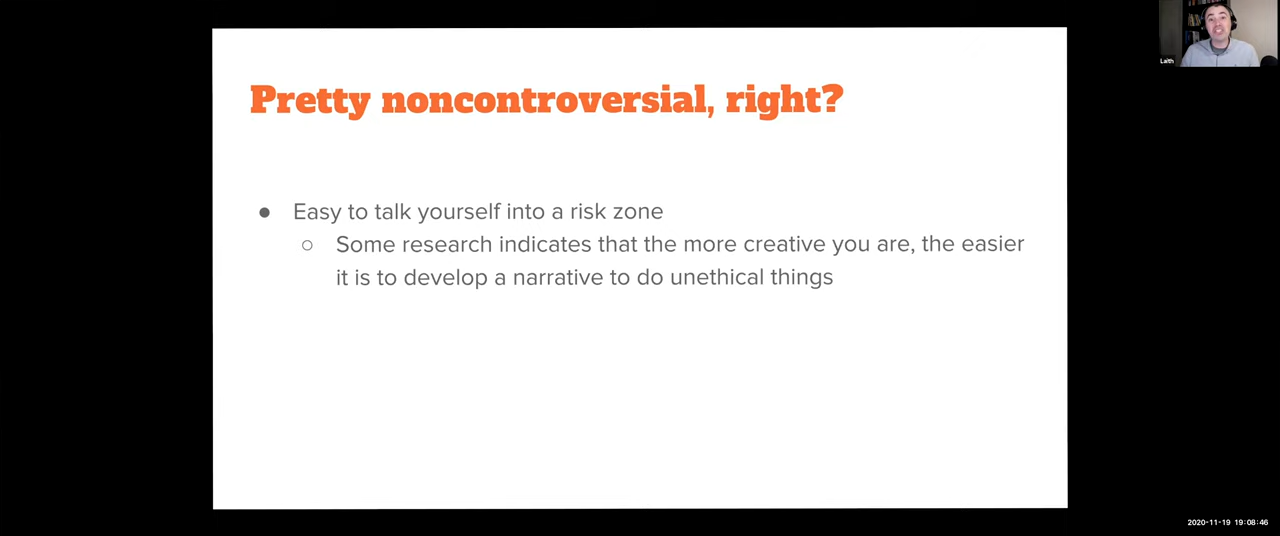 Pretty noncontroversial, right?
Laith
● Easy to talk yourself into a risk zone
○ Some research indicates that the more creative you are, the easier
it is to develop a narrative to do unethical things
2020-11-19 19:08:46